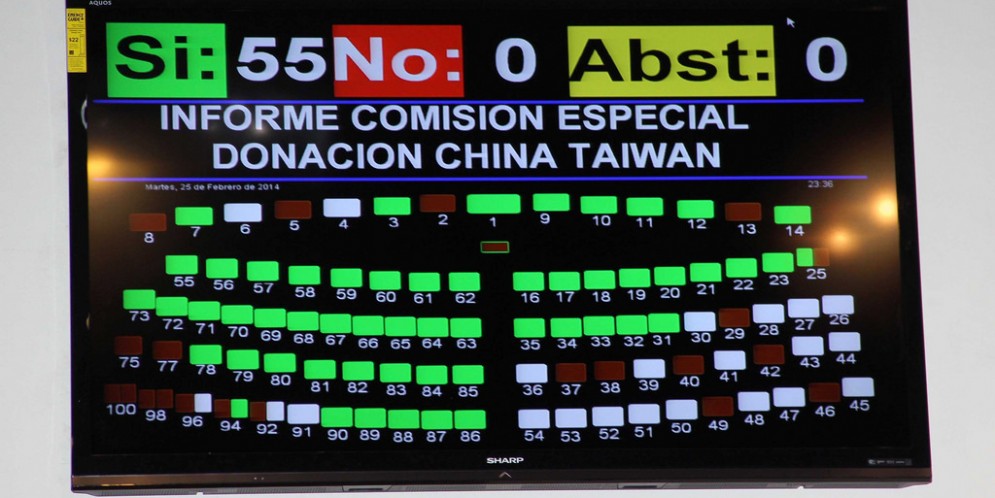 AQUOS
Si: 55 No: 0 Abst: 0
INFORME COMISION ESPECIAL
DONACION CHINA TAIWAN
Martes, 25 de Febrero de 2014 23:36
8 7 6 5 4 3 2 1 9 10 11 12 13 14
55 56 57 58 59 60 61 62 16 17 18 19 20 21 22 23 25
73 72 71 70 69 68 67 66 65 64 63 35 34 33 32 31 30 29 28 27 26
75 77 78 79 80 81 82 83 84 85 36 37 38 39 40 41 42 43 44
100 98 96 94 92 91 90 89 88 87 86 54 53 52 51 50 49 48 47 46 45
SHARP